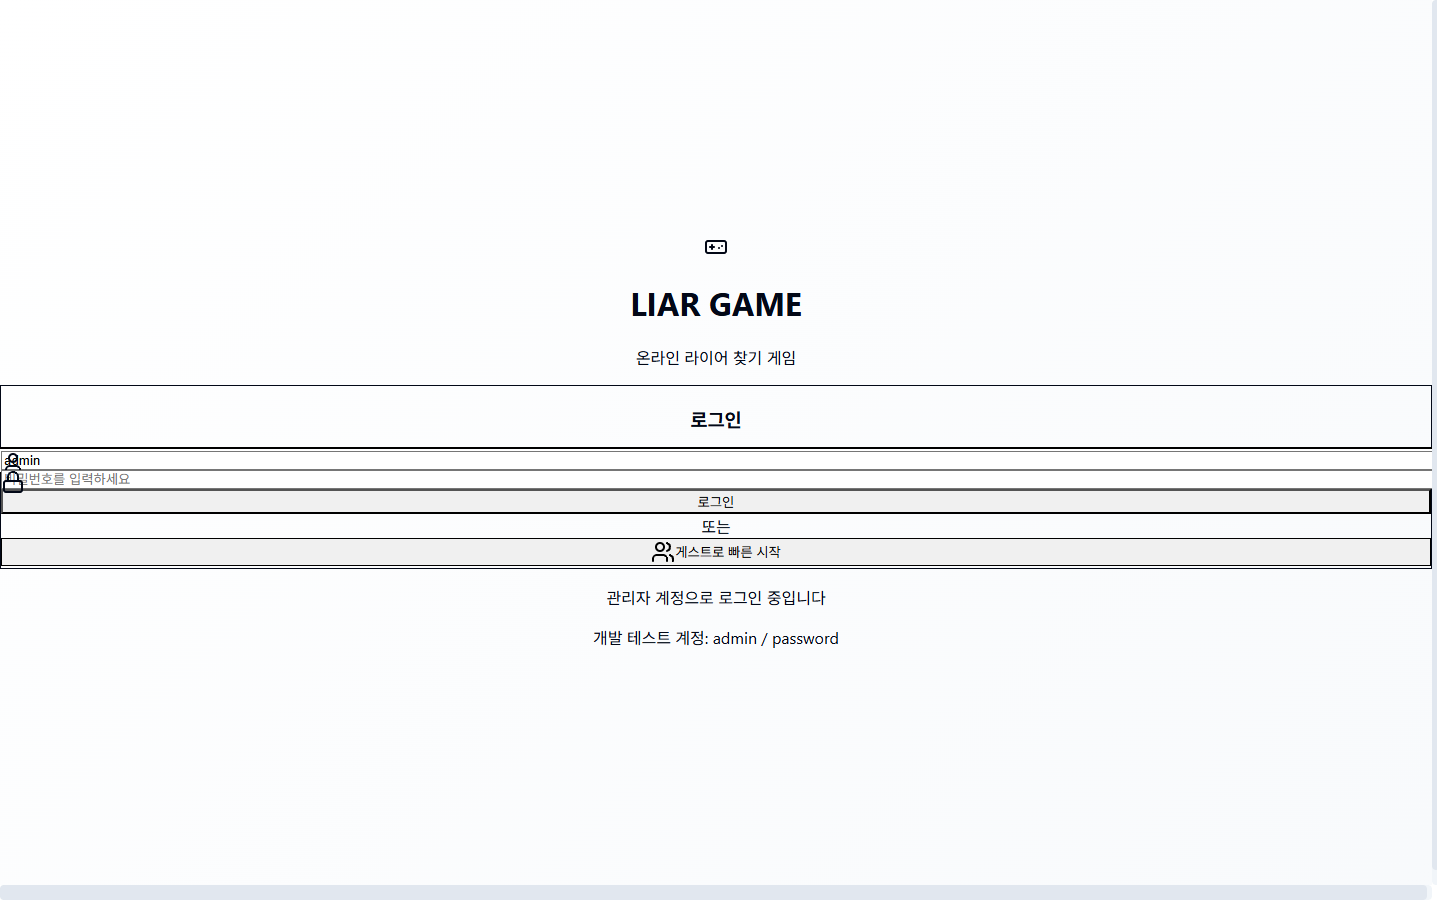 LIAR GAME
온라인 라이어 찾기 게임
로그인
admin
비밀번호를 입력하세요
로그인
또는
게스트로 빠른 시작
관리자 계정으로 로그인 중입니다
개발 테스트 계정: admin / password